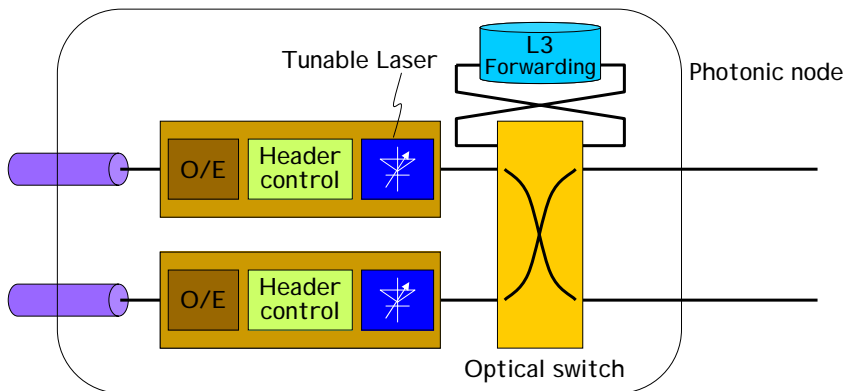 L3
Forwarding
Tunable Laser
Photonic node
O/E
Header
control
O/E
Header
control
Optical switch